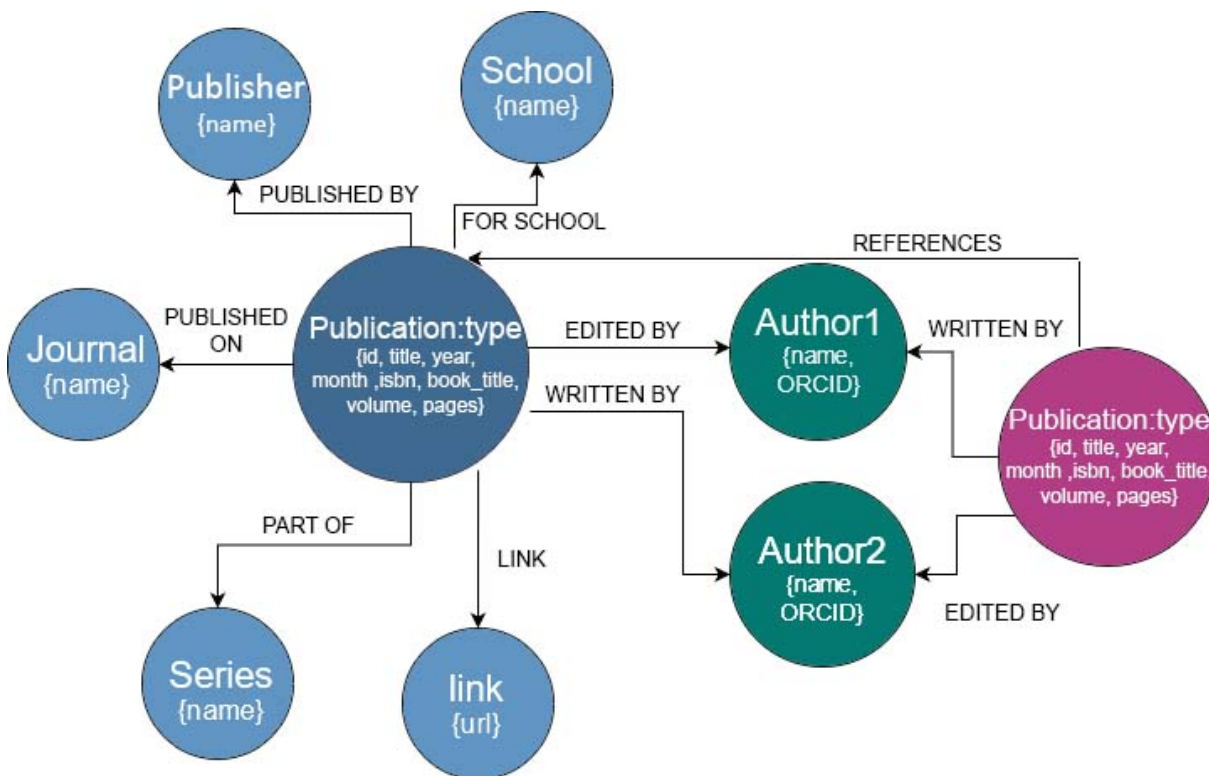 School
{name}
Publisher
{name}
PUBLISHED BY
FOR SCHOOL
REFERENCES
Journal
{name}
PUBLISHED
ON
Publication:type
{id, title, year,
month ,isbn, book_title,
volume, pages}
EDITED BY
WRITTEN BY
Author1
{name,
ORCID}
WRITTEN BY
Publication:type
{id, title, year,
month ,isbn, book_title,
volume, pages}
PART OF
LINK
Author2
{name,
ORCID}
EDITED BY
Series
{name}
link
{url}